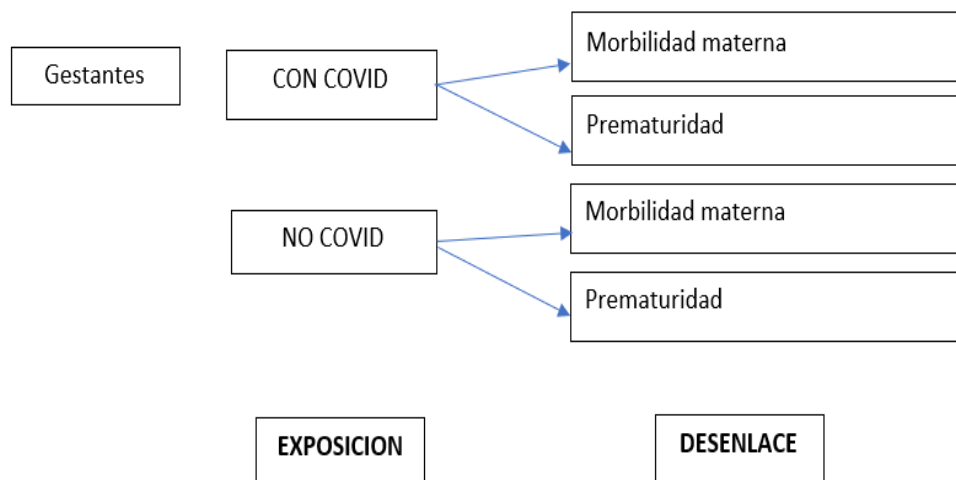 Gestantes
CON COVID
Morbilidad materna
Prematuridad
NO COVID
Morbilidad materna
Prematuridad
EXPOSICION
DESENLACE